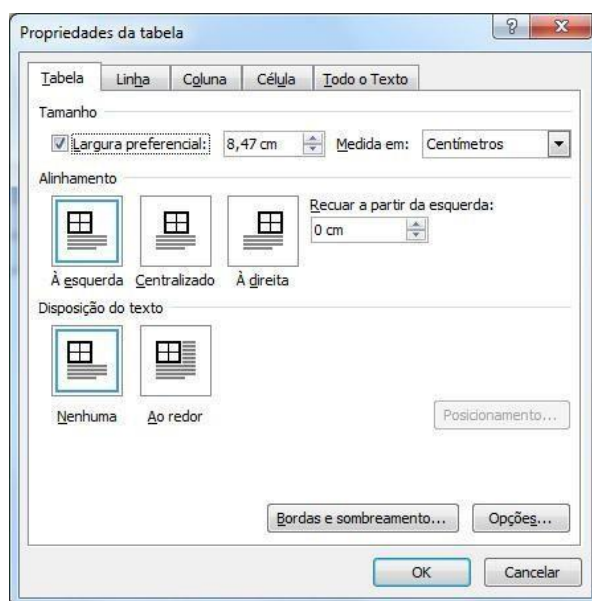 Propriedades da tabela
Tabela Linha Coluna Célula Todo o Texto
Tamanho
Largura preferencial: 8,47 cm Medida em: Centímetros
Alinhamento
Recuar a partir da esquerda:
0 cm
À esquerda Centralizado À direita
Disposição do texto
Nenhuma Ao redor
Posicionamento...
Bordas e sombreamento... Opções...
OK Cancelar